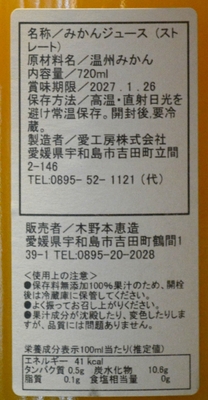 名称／みかんジュース（スト
レート）
原材料名／温州みかん
内容量／720ml
賞味期限／2027．1．26
保存方法／高温・直射日光を
避け常温保存。開封後、要冷
蔵。
製造者／愛工房株式会社
愛媛県宇和島市吉田町立間
2-146
TEL:0895- 52- 1121（代）
販売者／木野本恵造
愛媛県宇和島市吉田町鶴間1
39-1 TEL:0895-20-2028
＜使用上の注意＞
●保存料無添加100％果汁のため、開栓
後は冷蔵庫に保管してください。
●よく振ってお召し上がりください。
●果汁成分が沈殿したり、変色したりしま
すが、品質には問題ありません。
栄養成分表示100ml当たり（推定値）
エネルギー 41 kcal
タンパク質 0.5g 炭水化物 10.6g
脂質 0.1g 食塩相当量 0g